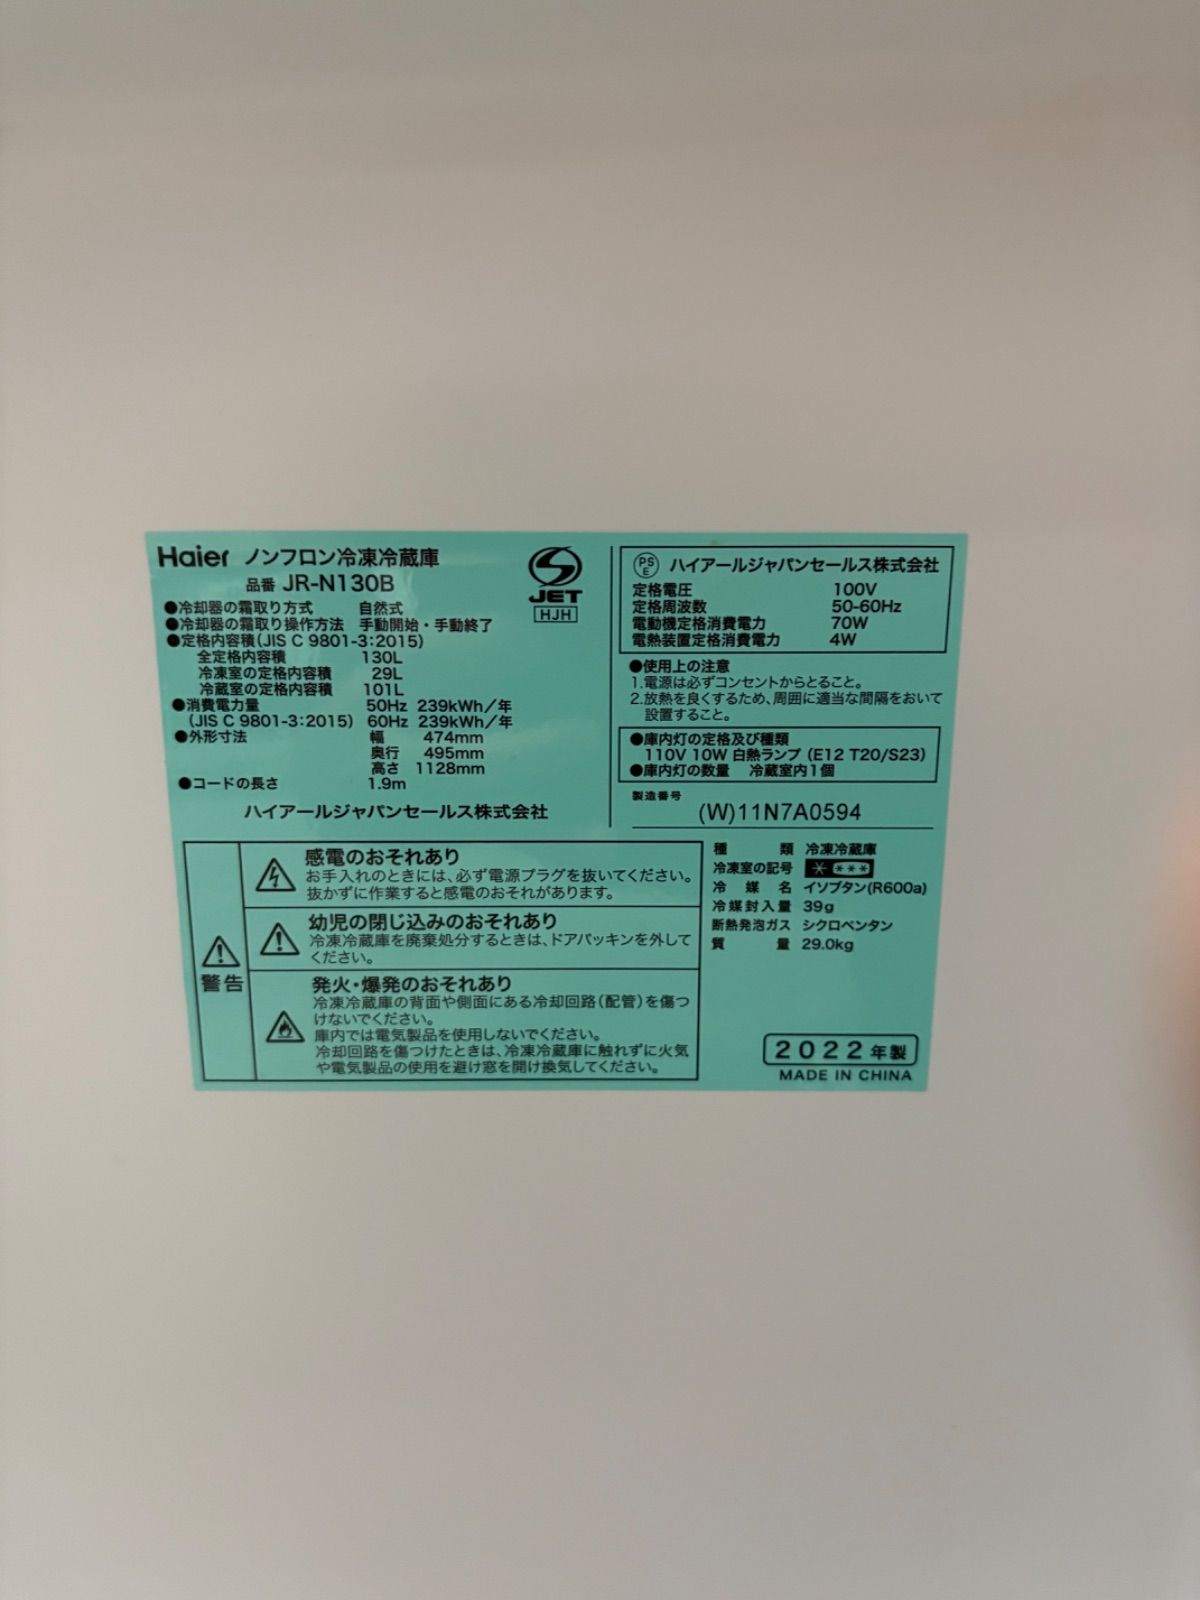 Haier ノンフロン冷凍冷蔵庫
品番 JR-N130B
●冷却器の霜取り方式 自然式
●冷却器の霜取り操作方法 手動開始・手動終了
●定格内容積(JIS C 9801-3:2015)
全定格内容積 130L
冷凍室の定格内容積 29L
冷蔵室の定格内容積 101L
●消費電力量 50Hz 239kWh/年
(JIS C 9801-3:2015) 60Hz 239kWh/年
●外形寸法 幅 474mm
奥行 495mm
高さ 1128mm
●コードの長さ 1.9m
ハイアールジャパンセールス株式会社
JET
HJH
PS
E
ハイアールジャパンセールス株式会社
定格電圧 100V
定格周波数 50-60Hz
電動機定格消費電力 70W
電熱装置定格消費電力 4W
●使用上の注意
1.電源は必ずコンセントからとること。
2.放熱を良くするため、周囲に適当な間隔をおいて
設置すること。
●庫内灯の定格及び種類
110V 10W 白熱ランプ (E12 T20/S23)
●庫内灯の数量 冷蔵室内1個
製造番号
(W)11N7A0594
警告
感電のおそれあり
お手入れのときには、必ず電源プラグを抜いてください。
抜かずに作業すると感電のおそれがあります。
幼児の閉じ込みのおそれあり
冷凍冷蔵庫を廃棄処分するときは、ドアパッキンを外して
ください。
発火・爆発のおそれあり
冷凍冷蔵庫の背面や側面にある冷却回路(配管)を傷つ
けないでください。
庫内では電気製品を使用しないでください。
冷却回路を傷つけたときは、冷凍冷蔵庫に触れずに火気
や電気製品の使用を避け窓を開け換気してください。
種類 冷凍冷蔵庫
冷凍室の記号 * ***
冷媒名 イソブタン(R600a)
冷媒封入量 39g
断熱発泡ガス シクロペンタン
質量 29.0kg
2022年製
MADE IN CHINA